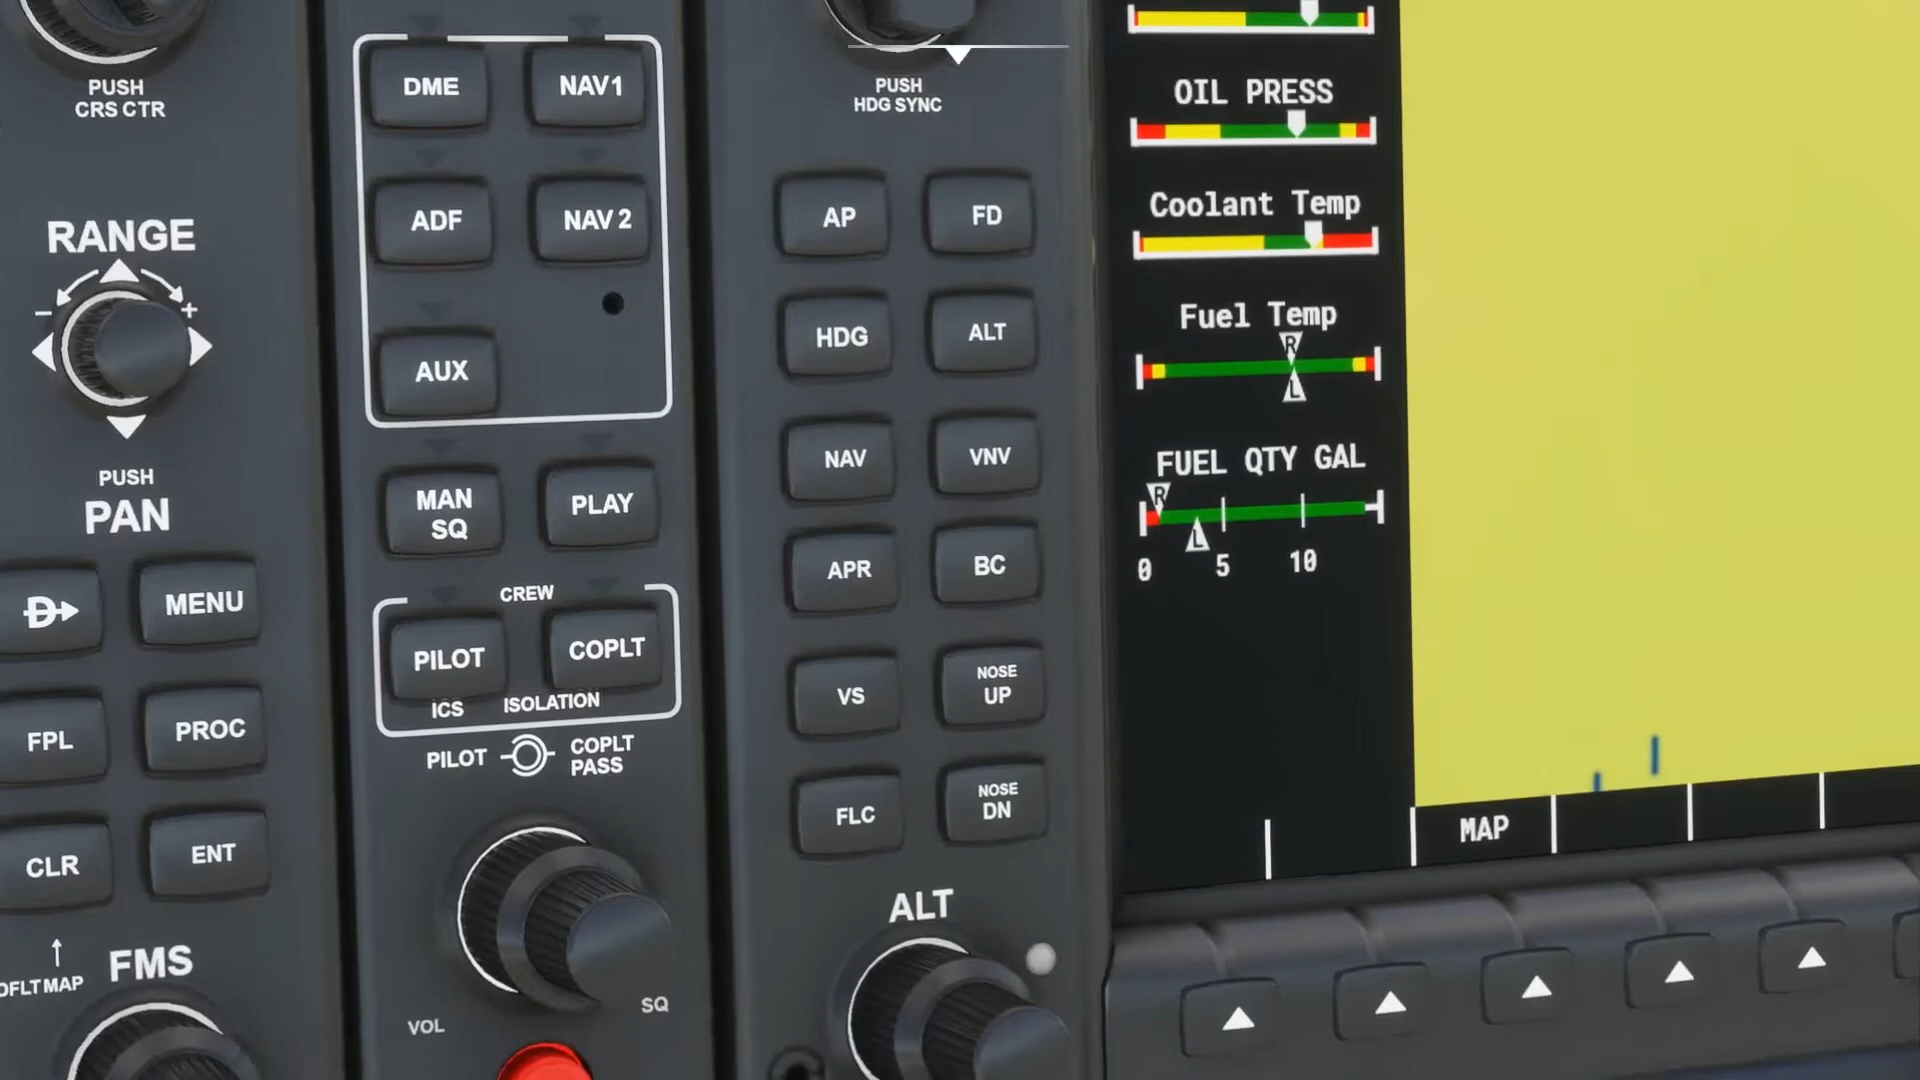 PUSH
CRS CTR
RANGE
-
+
PUSH
PAN
D
MENU
FPL
PROC
CLR
ENT
DFLT MAP
FMS
DME
NAV1
ADF
NAV 2
AUX
MAN
SQ
PLAY
CREW
PILOT
COPLT
ICS
ISOLATION
PILOT
COPLT
PASS
VOL
SQ
PUSH
HDG SYNC
AP
FD
HDG
ALT
NAV
VNV
APR
BC
VS
NOSE
UP
FLC
NOSE
DN
ALT
OIL PRESS
Coolant Temp
Fuel Temp
R
L
FUEL QTY GAL
R
L
0
5
10
MAP